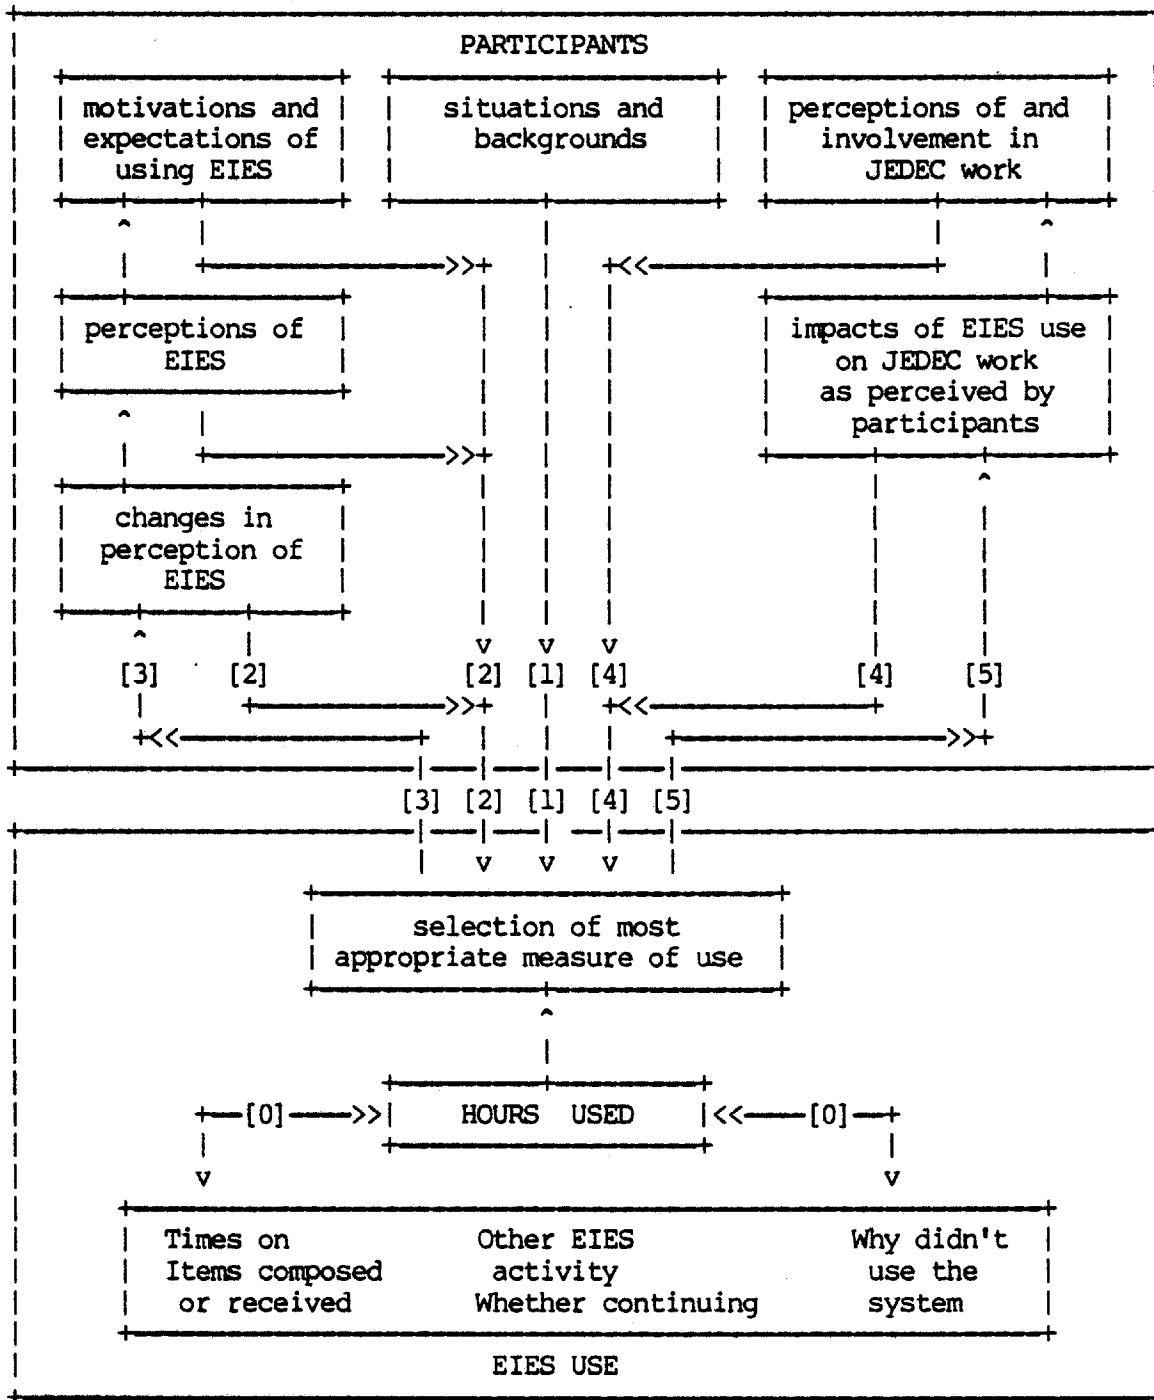 PARTICIPANTS
motivations and
expectations of
using EIES
situations and
backgrounds
perceptions of and
involvement in
JEDEC work
perceptions of
EIES
impacts of EIES use
on JEDEC work
as perceived by
participants
changes in
perception of
EIES
[3] [2] [2] [1] [4] [4] [5]
[3] [2] [1] [4] [5]
selection of most
appropriate measure of use
[0] HOURS USED [0]
Times on
Items composed
or received
Other EIES
activity
Whether continuing
Why didn't
use the
system
EIES USE